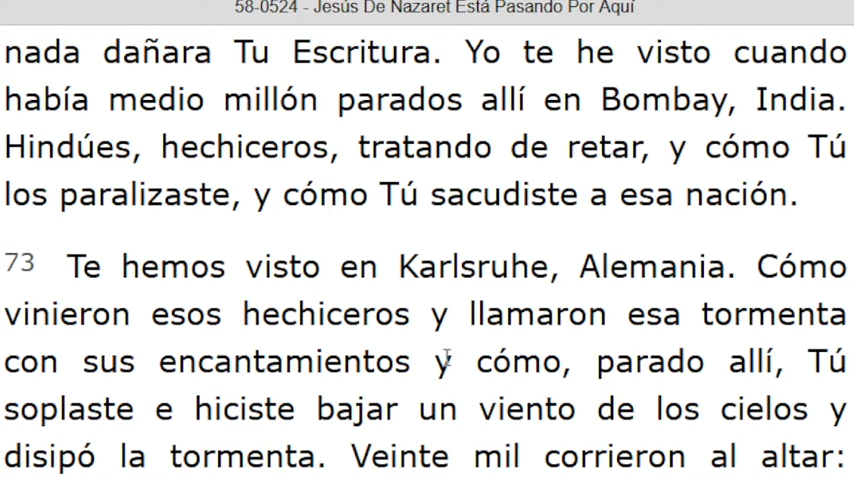 58-0524 - Jesús De Nazaret Está Pasando Por Aquí
nada dañara Tu Escritura. Yo te he visto cuando
había medio millón parados allí en Bombay, India.
Hindúes, hechiceros, tratando de retar, y cómo Tú
los paralizaste, y cómo Tú sacudiste a esa nación.
73 Te hemos visto en Karlsruhe, Alemania. Cómo
vinieron esos hechiceros y llamaron esa tormenta
con sus encantamientos y cómo, parado allí, Tú
soplaste e hiciste bajar un viento de los cielos y
disipó la tormenta. Veinte mil corrieron al altar: